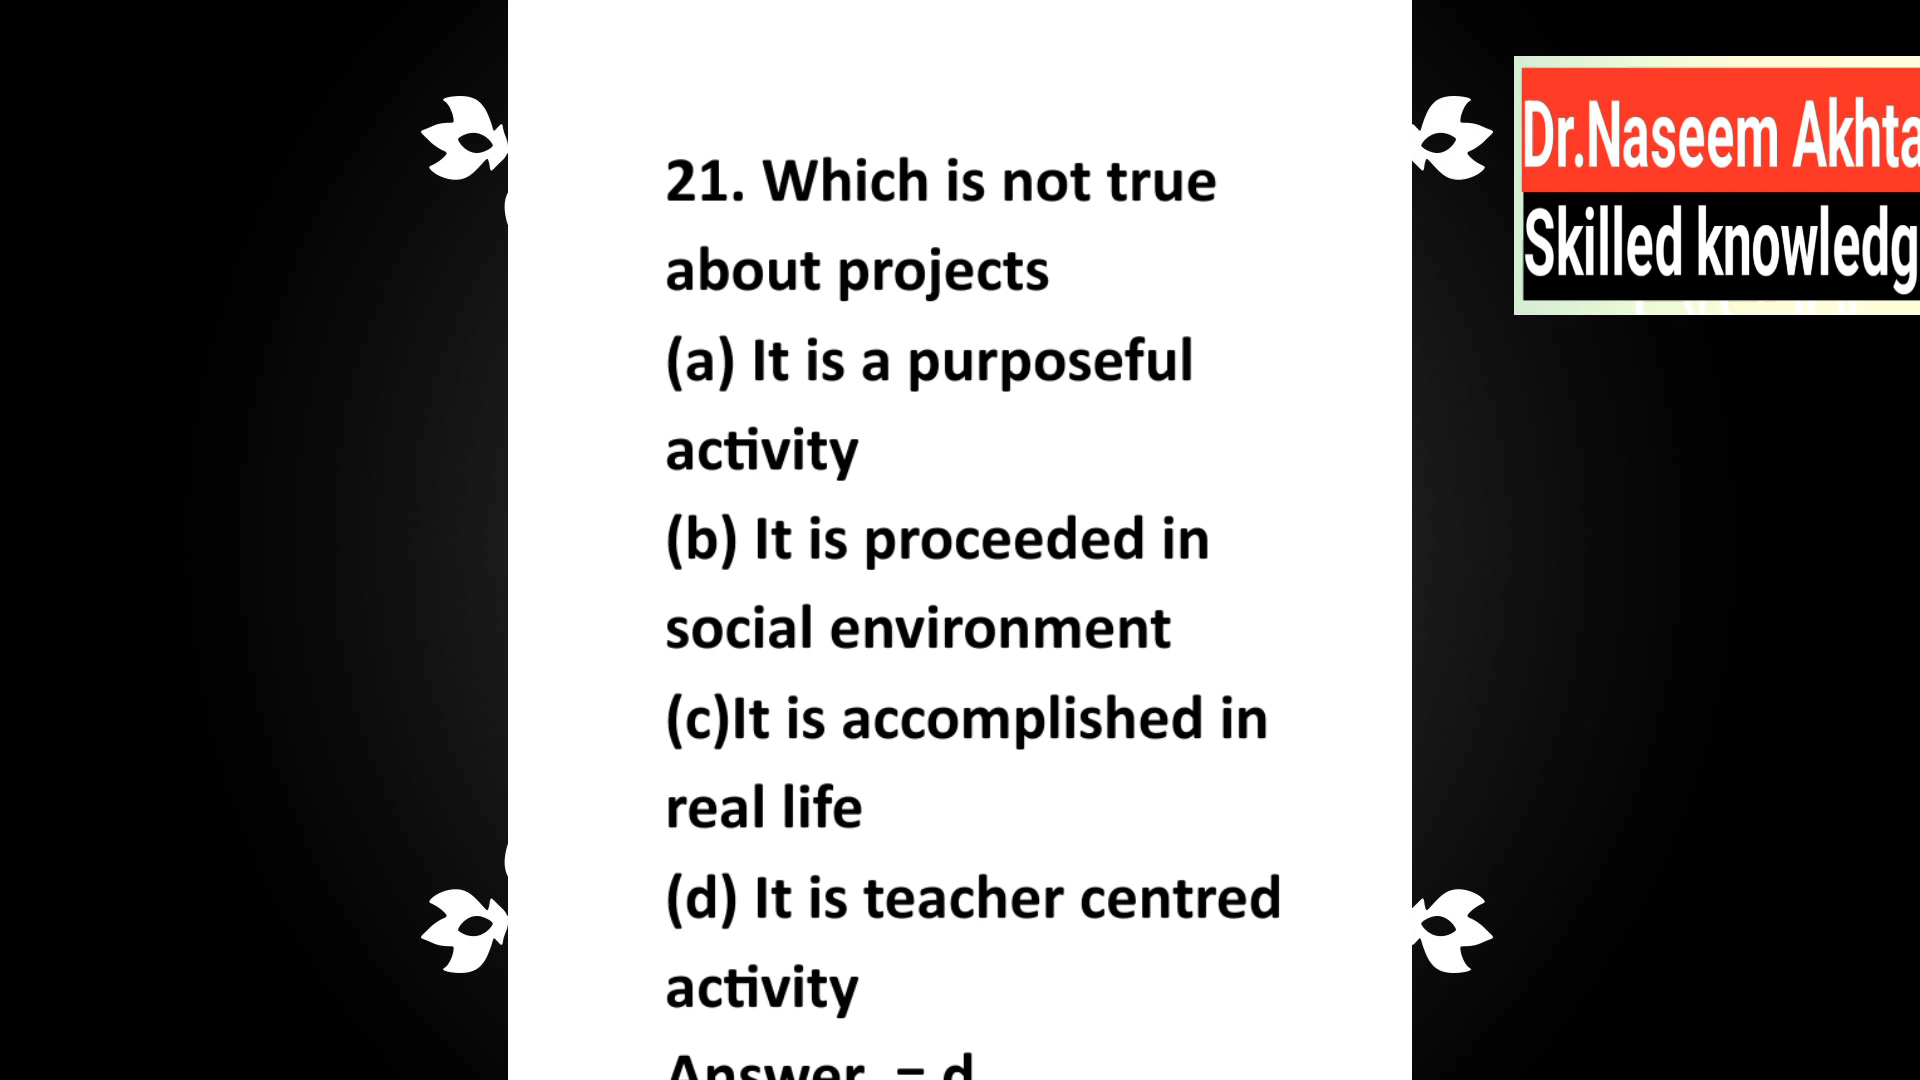 21. Which is not true
about projects
(a) It is a purposeful
activity
(b) It is proceeded in
social environment
(c)It is accomplished in
real life
(d) It is teacher centred
activity
Answer = d
Dr.Naseem Akhta
Skilled knowledg